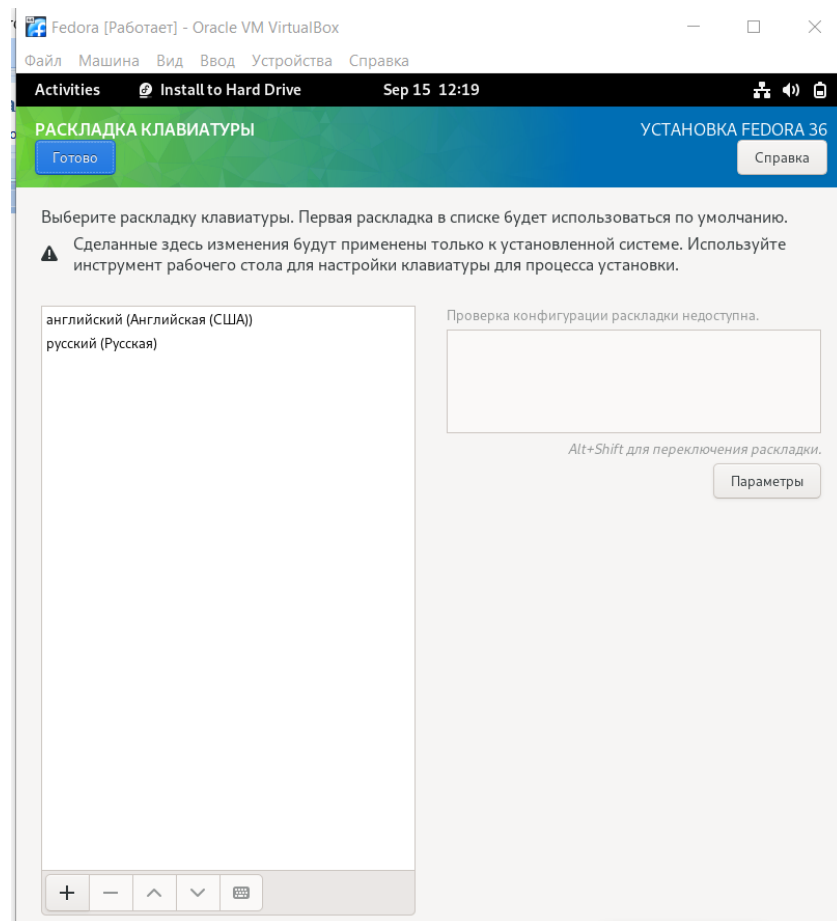 Fedora [Работает] - Oracle VM VirtualBox
Файл Машина Вид Ввод Устройства Справка
Activities Install to Hard Drive Sep 15 12:19
РАСКЛАДКА КЛАВИАТУРЫ УСТАНОВКА FEDORA 36
Готово Справка
Выберите раскладку клавиатуры. Первая раскладка в списке будет использоваться по умолчанию.
Сделанные здесь изменения будут применены только к установленной системе. Используйте
инструмент рабочего стола для настройки клавиатуры для процесса установки.
английский (Английская (США))
русский (Русская)
Проверка конфигурации раскладки недоступна.
Alt+Shift для переключения раскладки.
Параметры